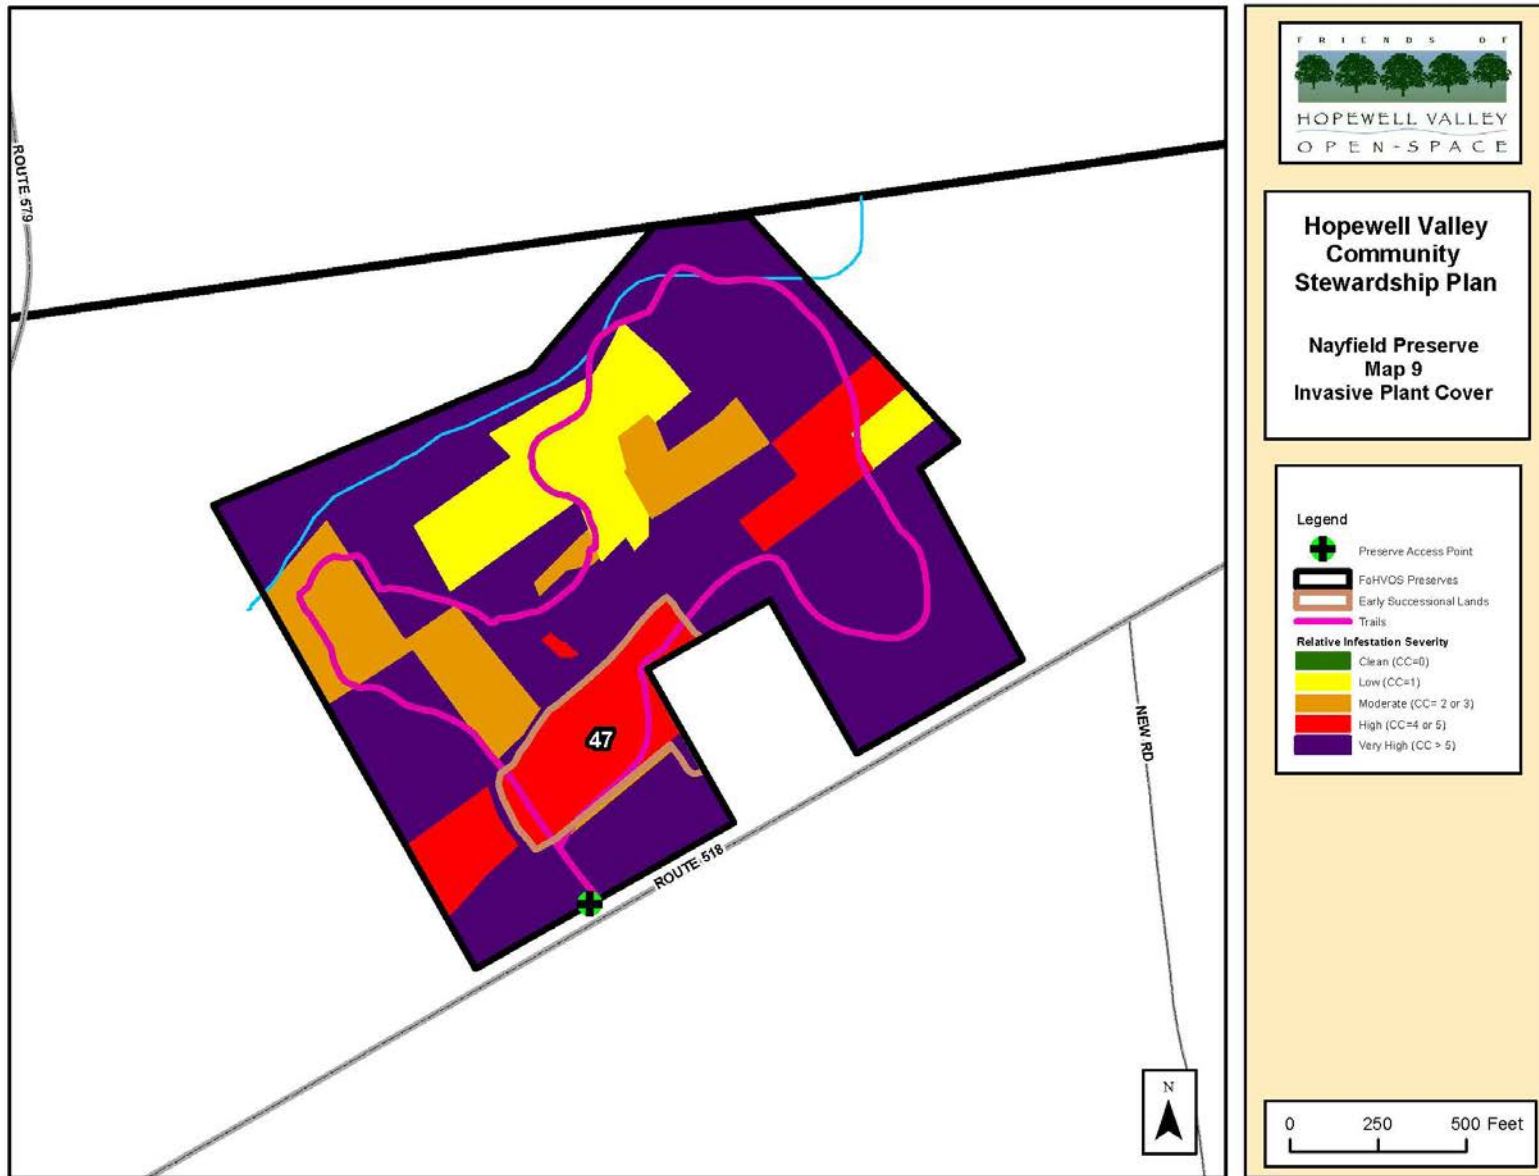 ROUTE 579
47
ROUTE 518
NEW RD
N
FRIENDS OF
HOPEWELL VALLEY
OPEN-SPACE
Hopewell Valley
Community
Stewardship Plan
Nayfield Preserve
Map 9
Invasive Plant Cover
Legend
Preserve Access Point
FoHVOS Preserves
Early Successional Lands
Trails
Relative Infestation Severity
Clean (CC=0)
Low (CC=1)
Moderate (CC= 2 or 3)
High (CC=4 or 5)
Very High (CC > 5)
0 250 500 Feet